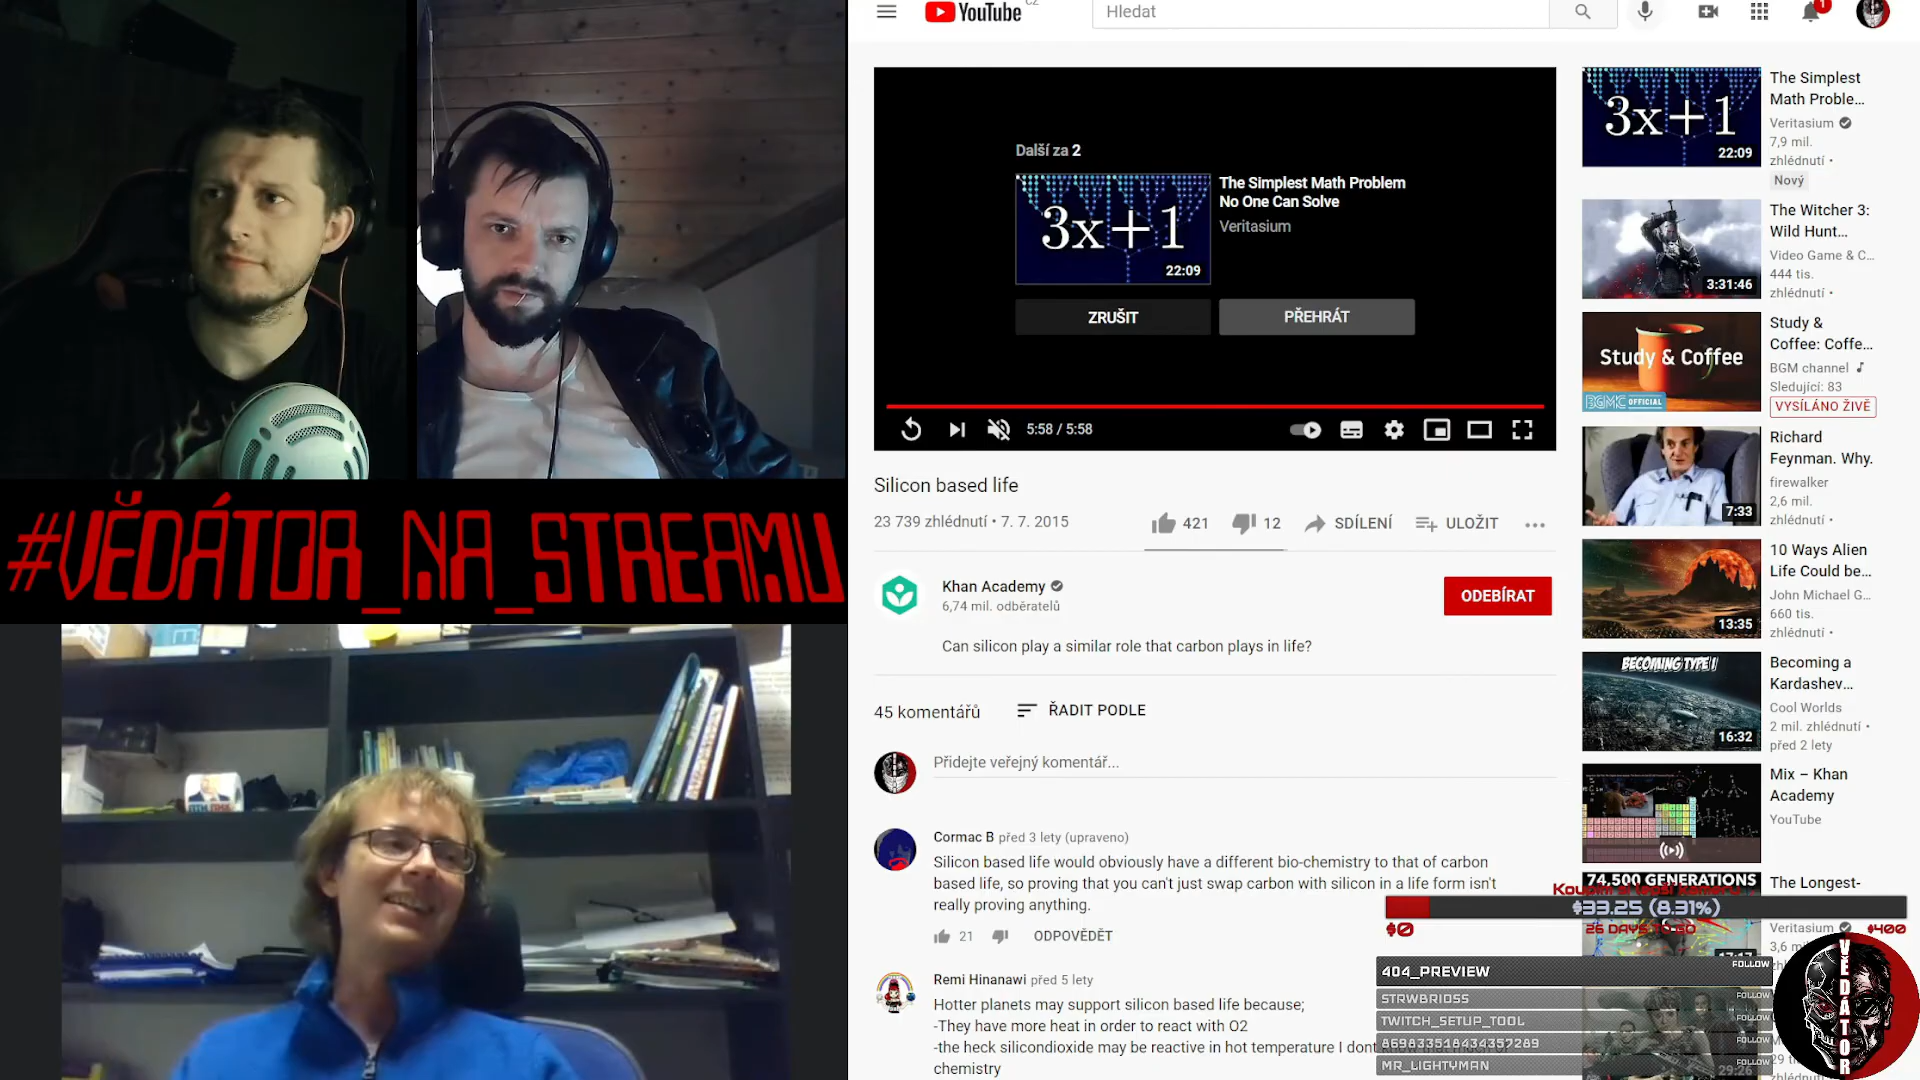 YouTube CZ
Hledat
1
Další za 2
3x+1
22:09
The Simplest Math Problem
No One Can Solve
Veritasium
ZRUŠIT
PŘEHRÁT
5:58 / 5:58
Silicon based life
23 739 zhlédnutí • 7. 7. 2015
421
12
SDÍLENÍ
ULOŽIT
Khan Academy
6,74 mil. odběratelů
ODEBÍRAT
Can silicon play a similar role that carbon plays in life?
45 komentářů
ŘADIT PODLE
Přidejte veřejný komentář...
Cormac B před 3 lety (upraveno)
Silicon based life would obviously have a different bio-chemistry to that of carbon
based life, so proving that you can't just swap carbon with silicon in a life form isn't
really proving anything.
21
ODPOVĚDĚT
Remi Hinanawi před 5 lety
Hotter planets may support silicon based life because;
-They have more heat in order to react with O2
-the heck silicondioxide may be reactive in hot temperature I dont
chemistry
3x+1
22:09
The Simplest
Math Proble...
Veritasium
7,9 mil.
zhlédnutí •
Nový
3:31:46
The Witcher 3:
Wild Hunt...
Video Game & C...
444 tis.
zhlédnutí •
Study & Coffee
BGMC OFFICIAL
Study &
Coffee: Coffe...
BGM channel
Sledující: 83
VYSÍLÁNO ŽIVĚ
7:33
Richard
Feynman. Why.
firewalker
2,6 mil.
zhlédnutí •
13:35
10 Ways Alien
Life Could be...
John Michael G...
660 tis.
zhlédnutí •
BECOMING TYPE I
16:32
Becoming a
Kardashev...
Cool Worlds
2 mil. zhlédnutí •
před 2 lety
Mix – Khan
Academy
YouTube
74,500 GENERATIONS
The Longest-
Veritasium
3,6 m
29:26
#VĚDÁTOR_NA_STREAMU
$33.25 (8.31%)
$0
26 DAYS TO GO
$400
404_PREVIEW FOLLOW
STRWBRIOSS FOLLOW
TWITCH_SETUP_TOOL FOLLOW
869833518434357289 FOLLOW
MR_LIGHTYMAN FOLLOW
VĚDÁTOR